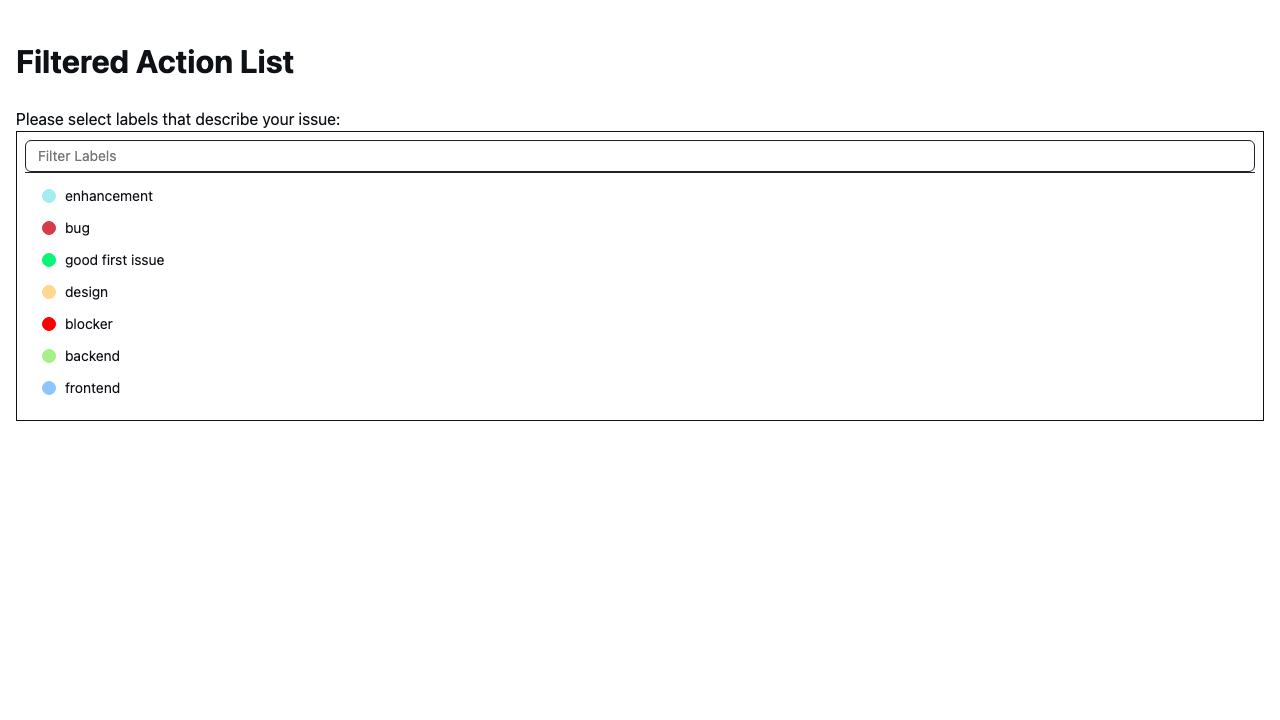 Filtered Action List
Please select labels that describe your issue:
Filter Labels
enhancement
bug
good first issue
design
blocker
backend
frontend